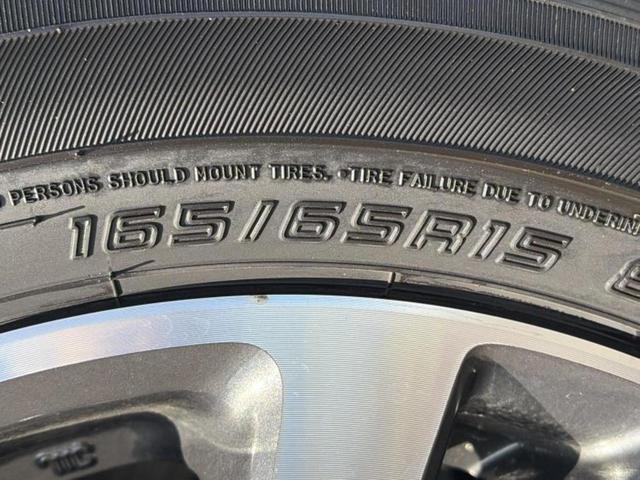 PERSONS SHOULD MOUNT TIRES. •TIRE FAILURE DUE TO
165/65R15